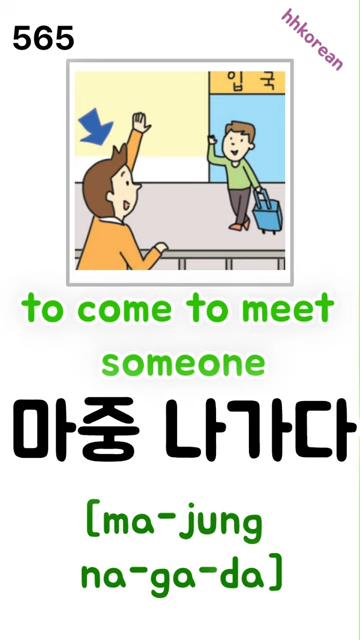 565
hhkorean
입 국
to come to meet
someone
마중 나가다
[ma-jung
na-ga-da]